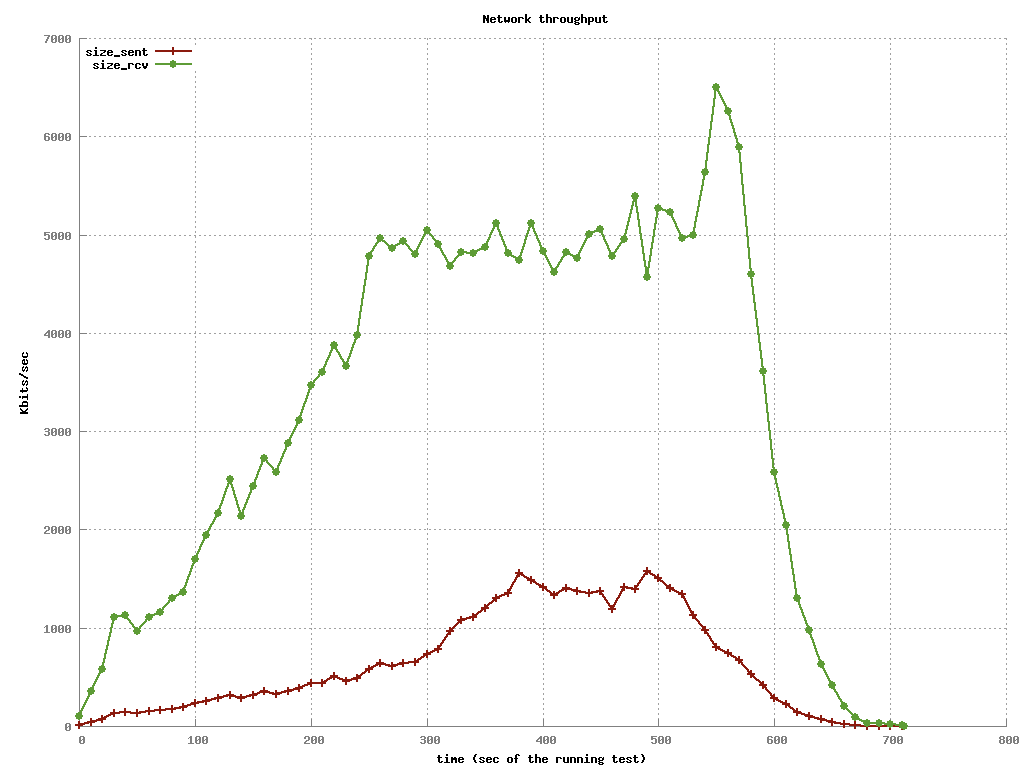 Network throughput
7000
size_sent
size_rcv
6000
5000
4000
Kbits/sec
3000
2000
1000
0
0 100 200 300 400 500 600 700 800
time (sec of the running test)